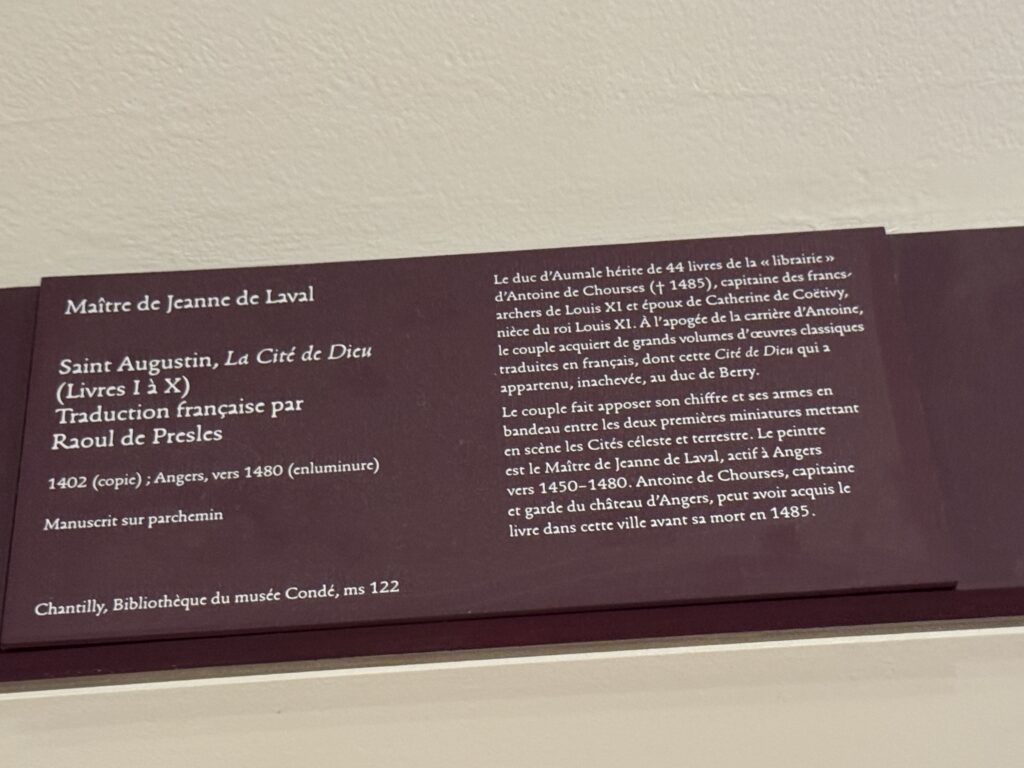 Maître de Jeanne de Laval
Saint Augustin, La Cité de Dieu
(Livres I à X)
Traduction française par
Raoul de Presles
1402 (copie) ; Angers, vers 1480 (enluminure)
Manuscrit sur parchemin
Chantilly, Bibliothèque du musée Condé, ms 122
Le duc d'Aumale hérite de 44 livres de la « librairie »
d'Antoine de Chourses († 1485), capitaine des francs-
archers de Louis XI et époux de Catherine de Coëtivy,
nièce du roi Louis XI. À l'apogée de la carrière d'Antoine,
le couple acquiert de grands volumes d'œuvres classiques
traduites en français, dont cette Cité de Dieu qui a
appartenu, inachevée, au duc de Berry.
Le couple fait apposer son chiffre et ses armes en
bandeau entre les deux premières miniatures mettant
en scène les Cités céleste et terrestre. Le peintre
est le Maître de Jeanne de Laval, actif à Angers
vers 1450–1480. Antoine de Chourses, capitaine
et garde du château d'Angers, peut avoir acquis le
livre dans cette ville avant sa mort en 1485.